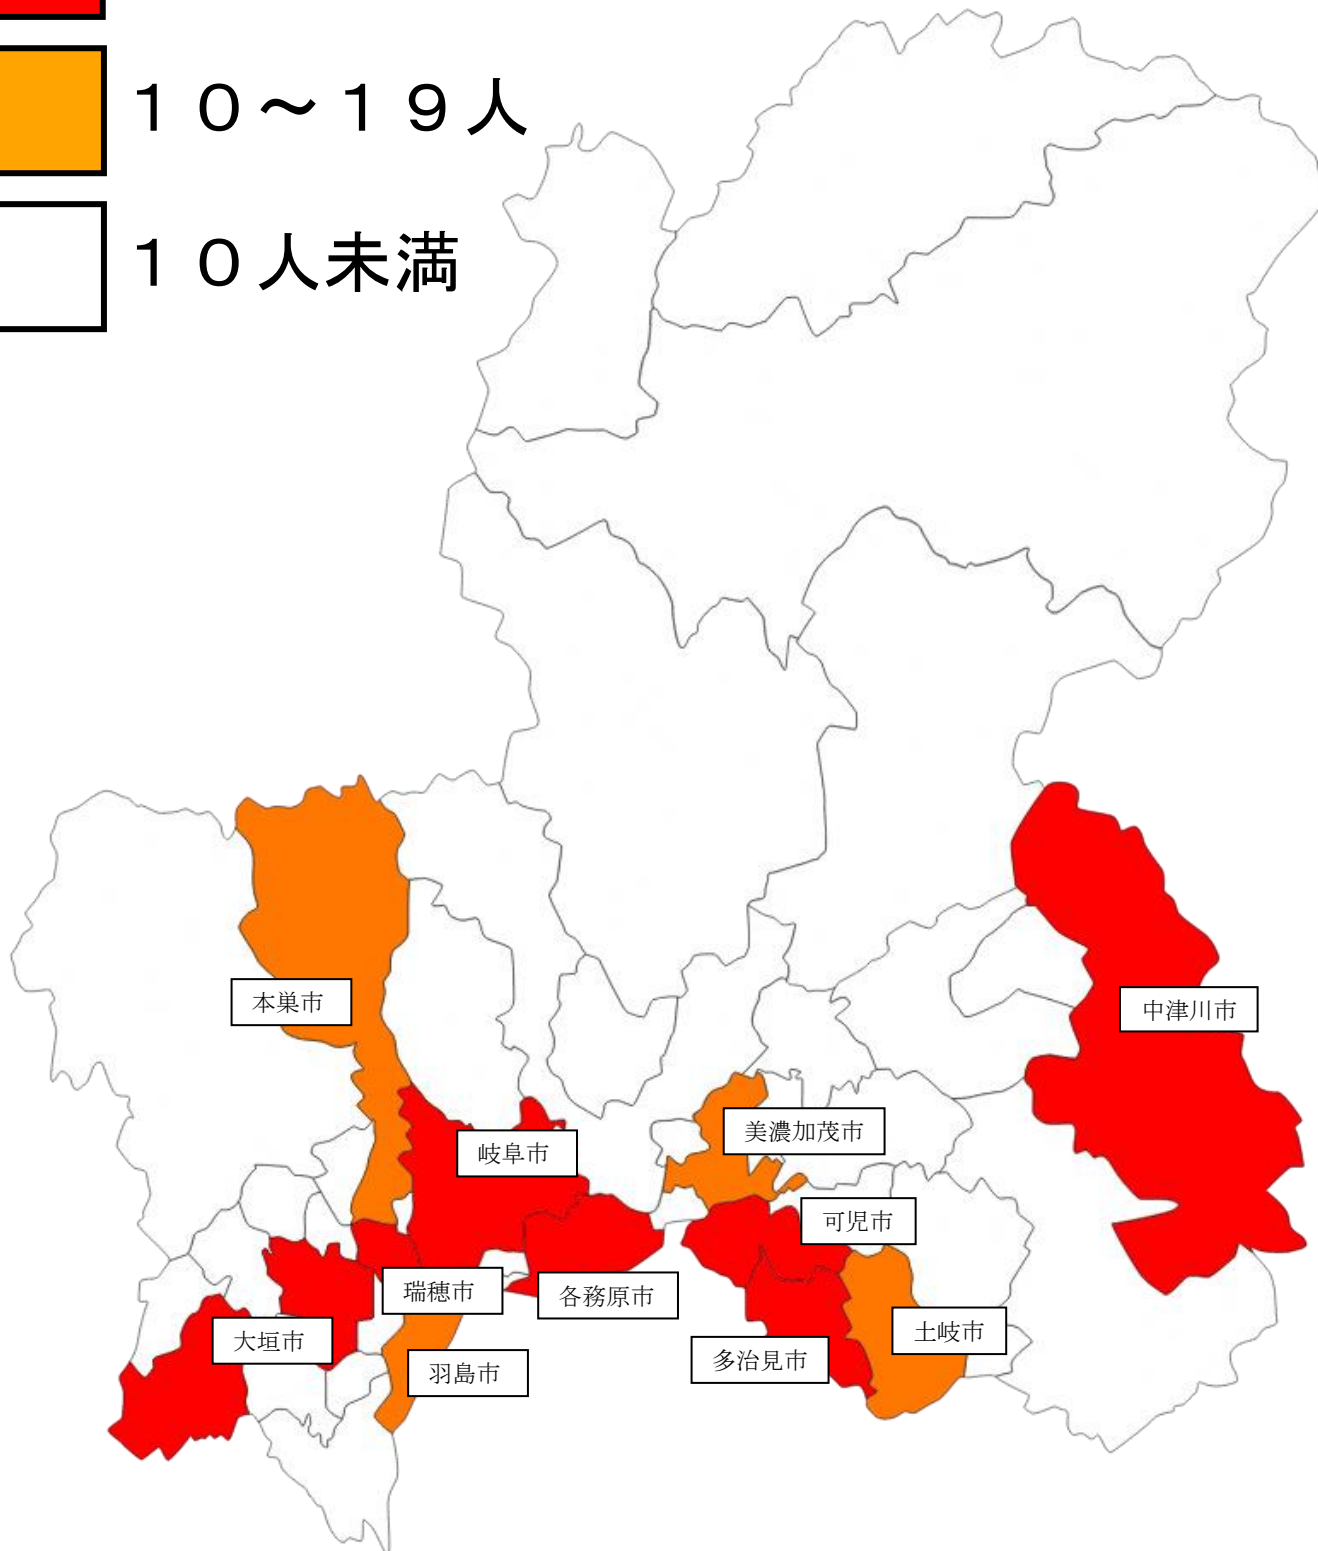 １０～１９人
１０人未満
本巣市
中津川市
美濃加茂市
岐阜市
可児市
瑞穂市
各務原市
土岐市
大垣市
多治見市
羽島市